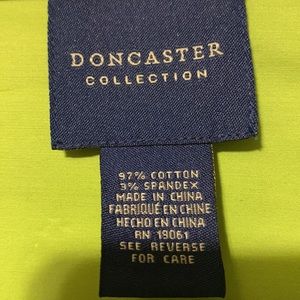 DONCASTER
COLLECTION
97% COTTON
3% SPANDEX
MADE IN CHINA
FABRIQUÉ EN CHINE
HECHO EN CHINA
RN 19061
SEE REVERSE
FOR CARE